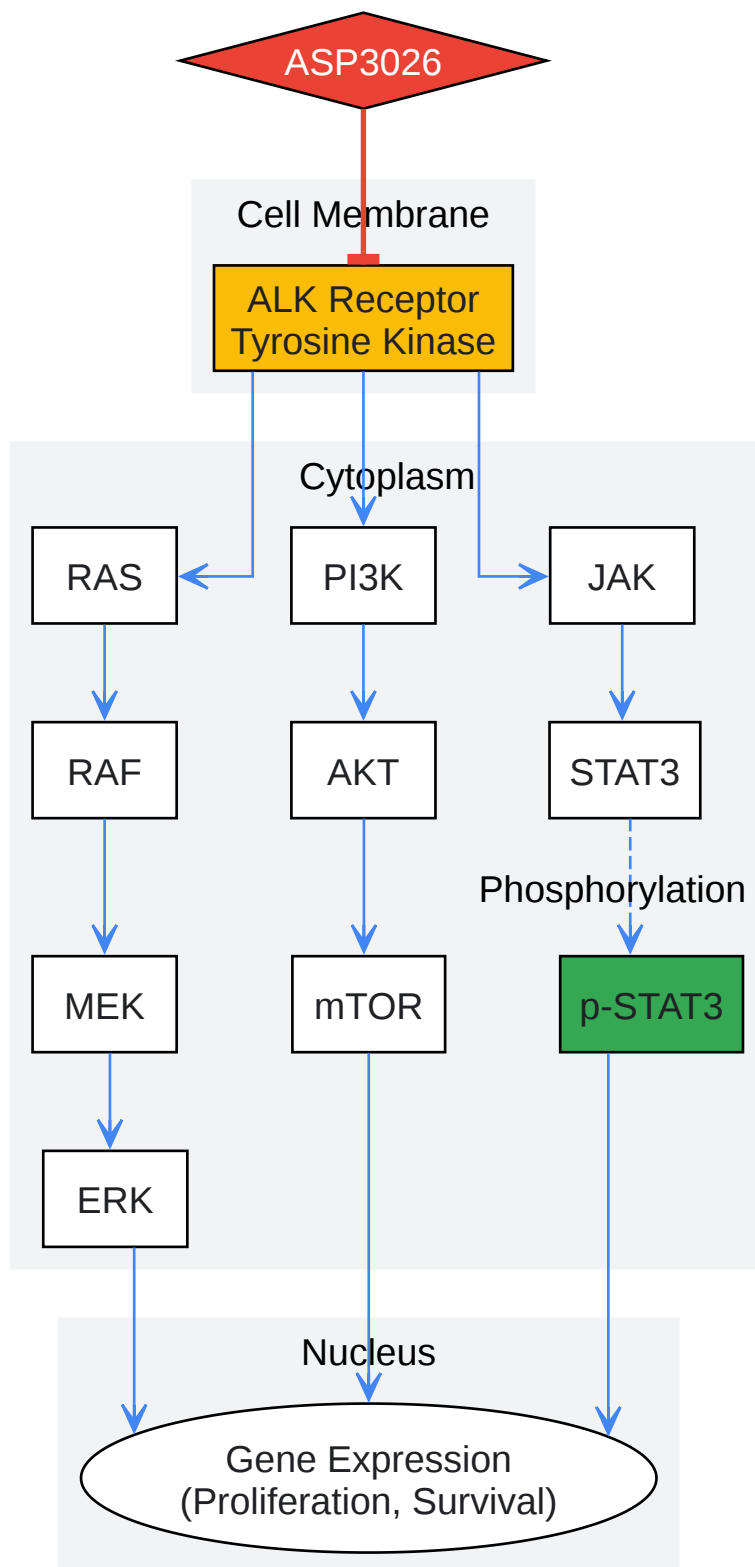 ASP3026
Cell Membrane
ALK Receptor
Tyrosine Kinase
Cytoplasm
RAS
PI3K
JAK
RAF
AKT
STAT3
Phosphorylation
MEK
mTOR
p-STAT3
ERK
Nucleus
Gene Expression
(Proliferation, Survival)